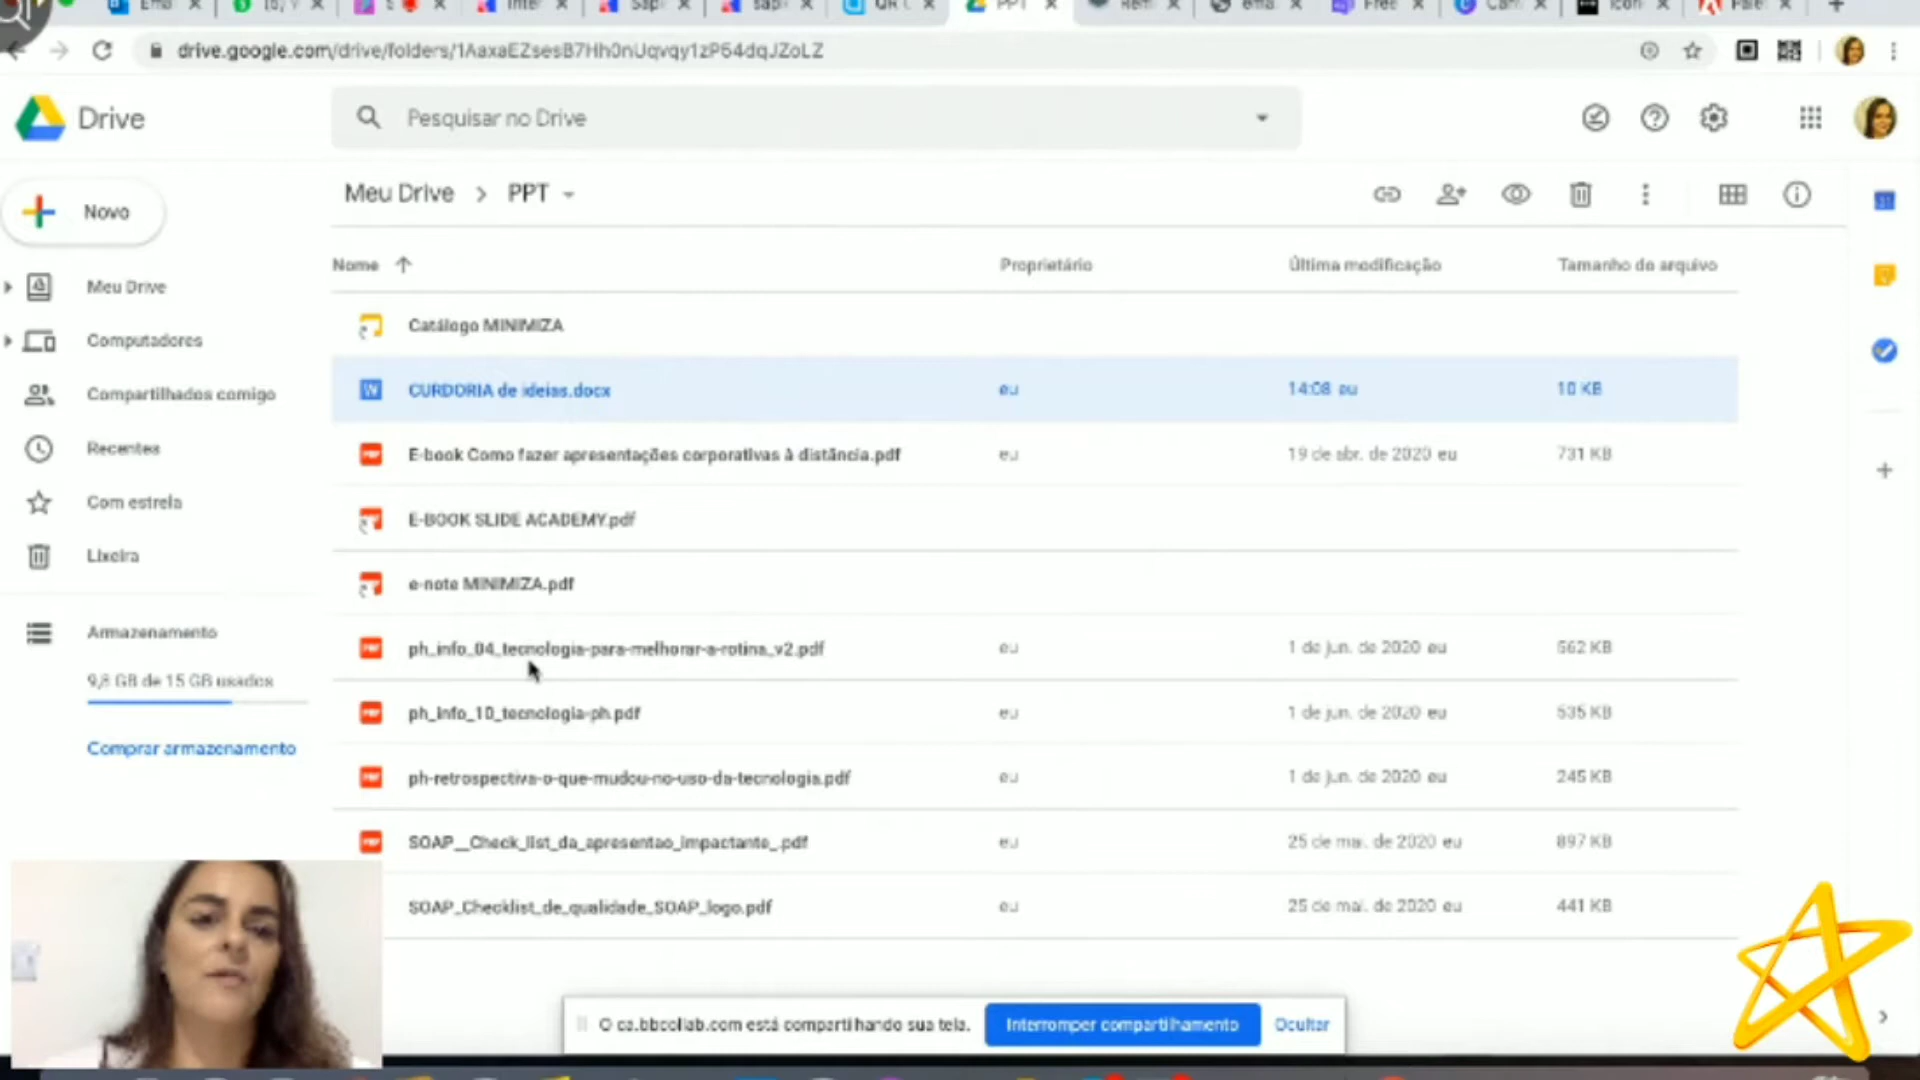 drive.google.com/drive/folders/1AaxaEZsesB7Hh0nUqvqy1zP54dqJZoLZ
Drive
Pesquisar no Drive
Novo
Meu Drive
PPT
Nome
Proprietário
Última modificação
Tamanho do arquivo
Meu Drive
Computadores
Compartilhados comigo
Recentes
Com estrela
Lixeira
Armazenamento
9,8 GB de 15 GB usados
Comprar armazenamento
Catálogo MINIMIZA
CURDORIA de ideias.docx eu 14:08 eu 10 KB
E-book Como fazer apresentações corporativas à distância.pdf eu 19 de abr. de 2020 eu 731 KB
E-BOOK SLIDE ACADEMY.pdf
e-note MINIMIZA.pdf
ph_info_04_tecnologia-para-melhorar-a-rotina_v2.pdf eu 1 de jun. de 2020 eu 562 KB
ph_info_10_tecnologia-ph.pdf eu 1 de jun. de 2020 eu 535 KB
ph-retrospectiva-o-que-mudou-no-uso-da-tecnologia.pdf eu 1 de jun. de 2020 eu 245 KB
SOAP__Check_list_da_apresentao_impactante_.pdf eu 25 de mai. de 2020 eu 897 KB
SOAP_Checklist_de_qualidade_SOAP_logo.pdf eu 25 de mai. de 2020 eu 441 KB
O ca.bbcollab.com está compartilhando sua tela.
Interromper compartilhamento
Ocultar